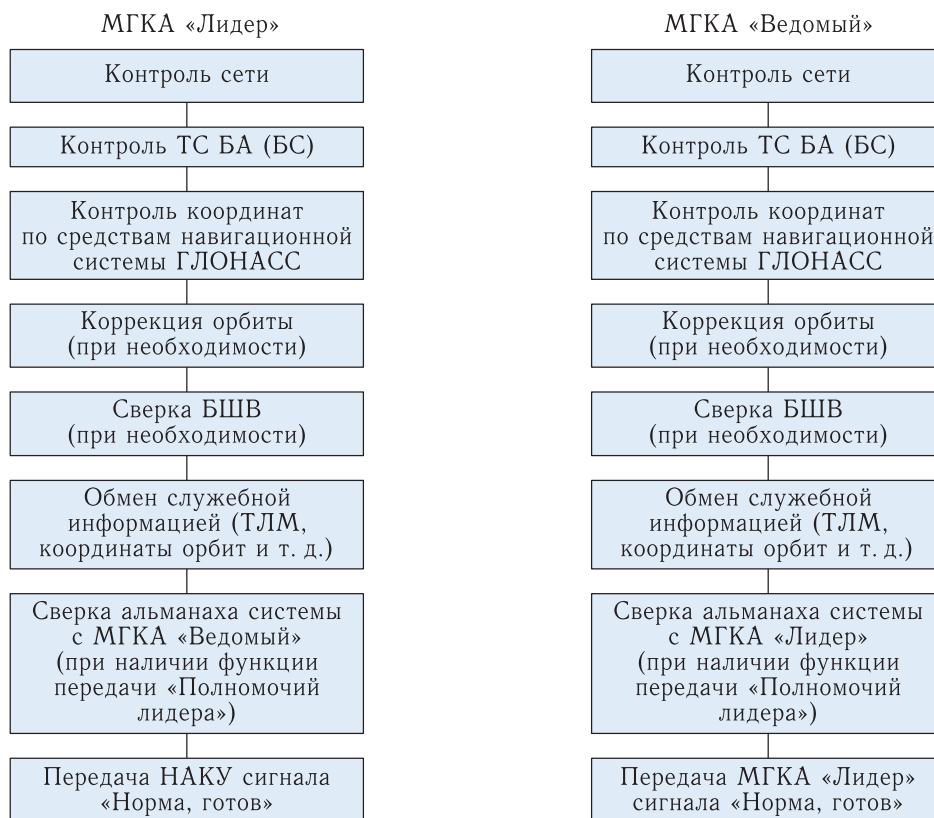 МГКА «Лидер»
Контроль сети
Контроль ТС БА (БС)
Контроль координат
по средствам навигационной
системы ГЛОНАСС
Коррекция орбиты
(при необходимости)
Сверка БШВ
(при необходимости)
Обмен служебной
информацией (ТЛМ,
координаты орбит и т. д.)
Сверка альманаха системы
с МГКА «Ведомый»
(при наличии функции
передачи «Полномочий
лидера»)
Передача НАКУ сигнала
«Норма, готов»
МГКА «Ведомый»
Контроль сети
Контроль ТС БА (БС)
Контроль координат
по средствам навигационной
системы ГЛОНАСС
Коррекция орбиты
(при необходимости)
Сверка БШВ
(при необходимости)
Обмен служебной
информацией (ТЛМ,
координаты орбит и т. д.)
Сверка альманаха системы
с МГКА «Лидер»
(при наличии функции
передачи «Полномочий
лидера»)
Передача МГКА «Лидер»
сигнала «Норма, готов»